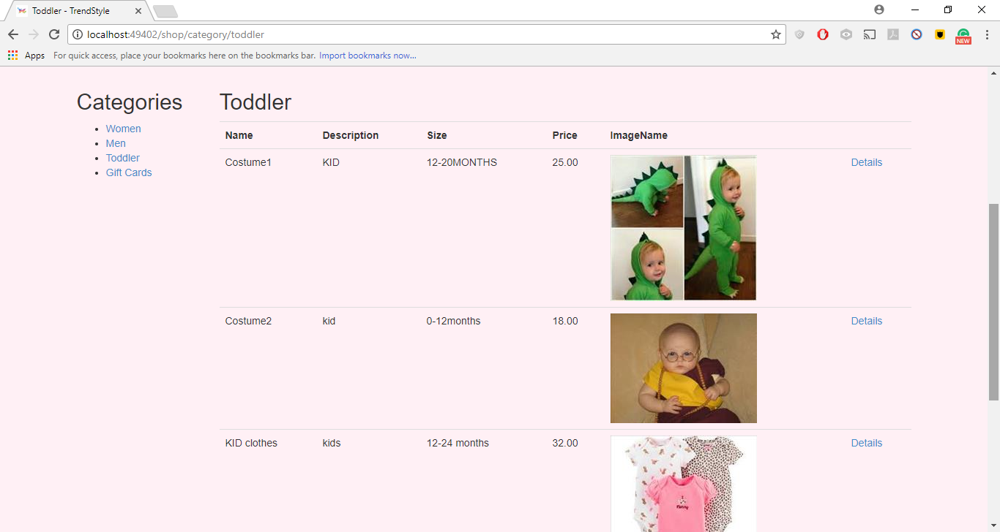 Toddler - TrendStyle
localhost:49402/shop/category/toddler
NEW
Apps For quick access, place your bookmarks here on the bookmarks bar. Import bookmarks now...
Categories
Women
Men
Toddler
Gift Cards
Toddler
Name Description Size Price ImageName
Costume1 KID 12-20MONTHS 25.00 Details
Costume2 kid 0-12months 18.00 Details
KID clothes kids 12-24 months 32.00 Details